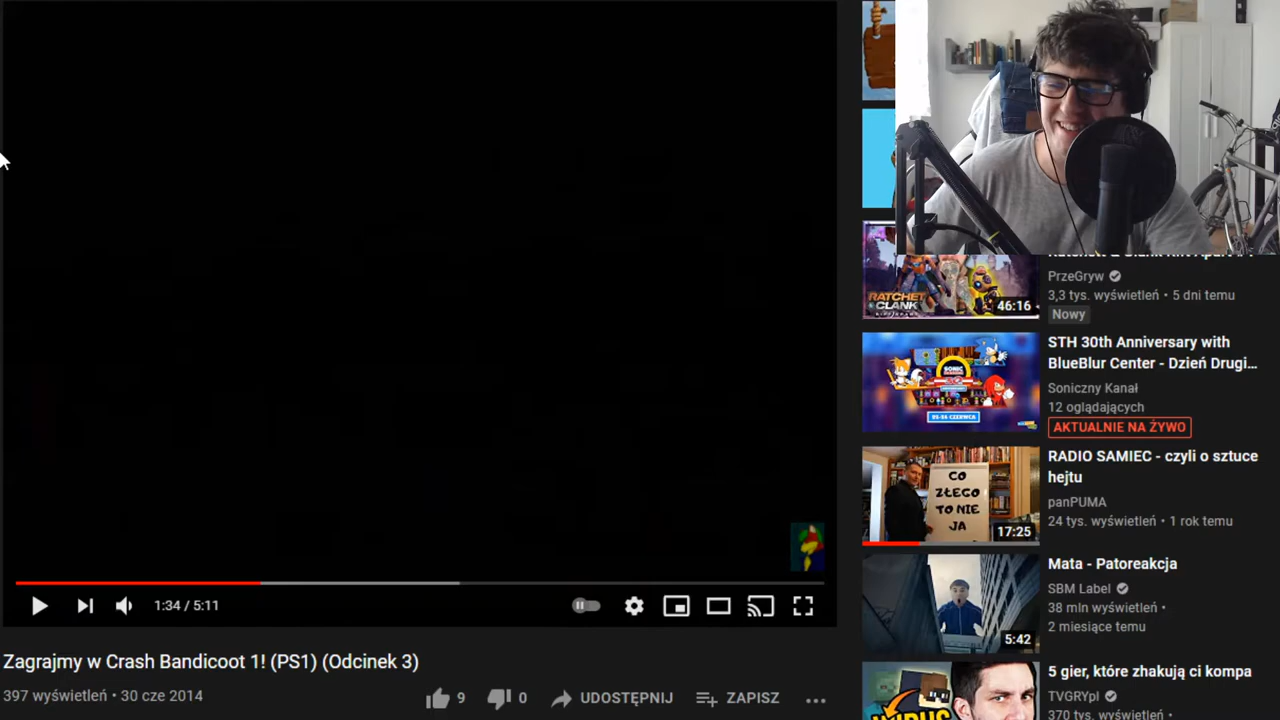 PrzeGryw
3,3 tys. wyświetleń • 5 dni temu
Nowy
RATCHET
CLANK
46:16
STH 30th Anniversary with
BlueBlur Center - Dzień Drugi...
Soniczny Kanał
12 oglądających
AKTUALNIE NA ŻYWO
SONIC
RADIO SAMIEC - czyli o sztuce
hejtu
panPUMA
24 tys. wyświetleń • 1 rok temu
CO
ZŁEGO
TO NIE
JA
17:25
Mata - Patoreakcja
SBM Label
38 mln wyświetleń •
2 miesiące temu
5:42
5 gier, które zhakują ci kompa
TVGRYpl
370 tys. wyświetleń •
1:34 / 5:11
Zagrajmy w Crash Bandicoot 1! (PS1) (Odcinek 3)
397 wyświetleń • 30 cze 2014
9
0
UDOSTĘPNIJ
ZAPISZ